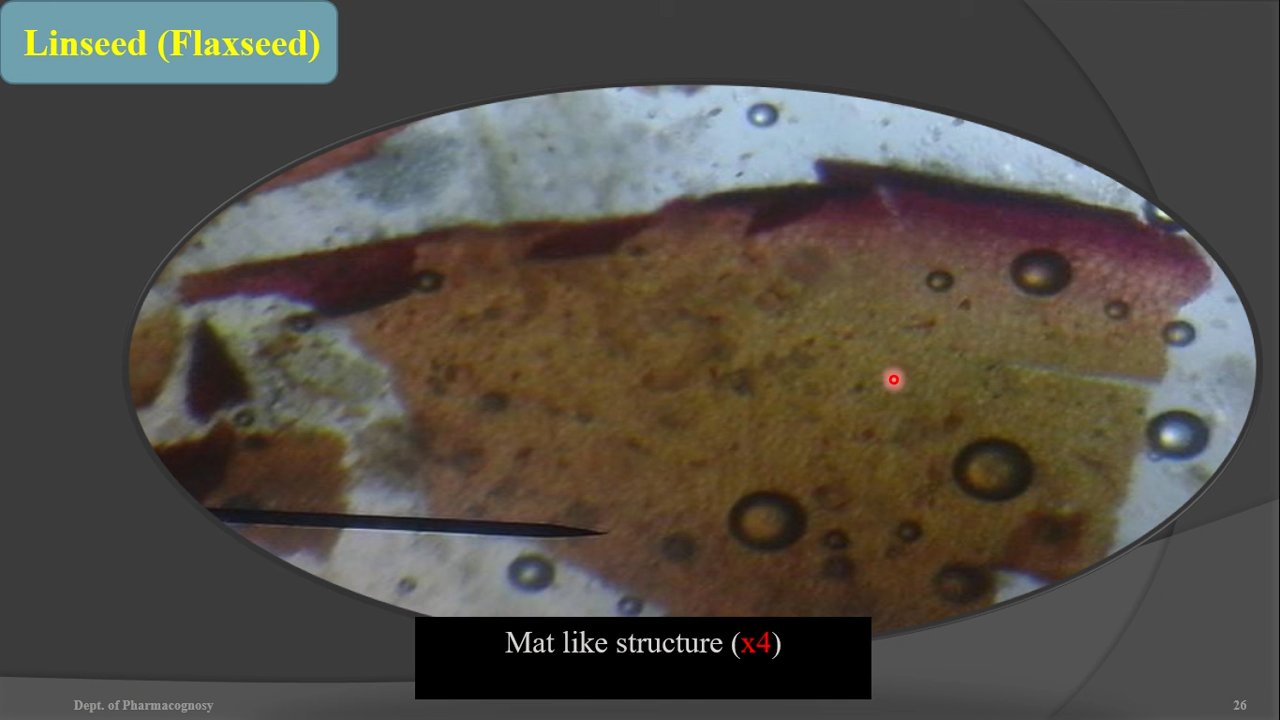 Linseed (Flaxseed)
Mat like structure (x4)
Dept. of Pharmacognosy
26